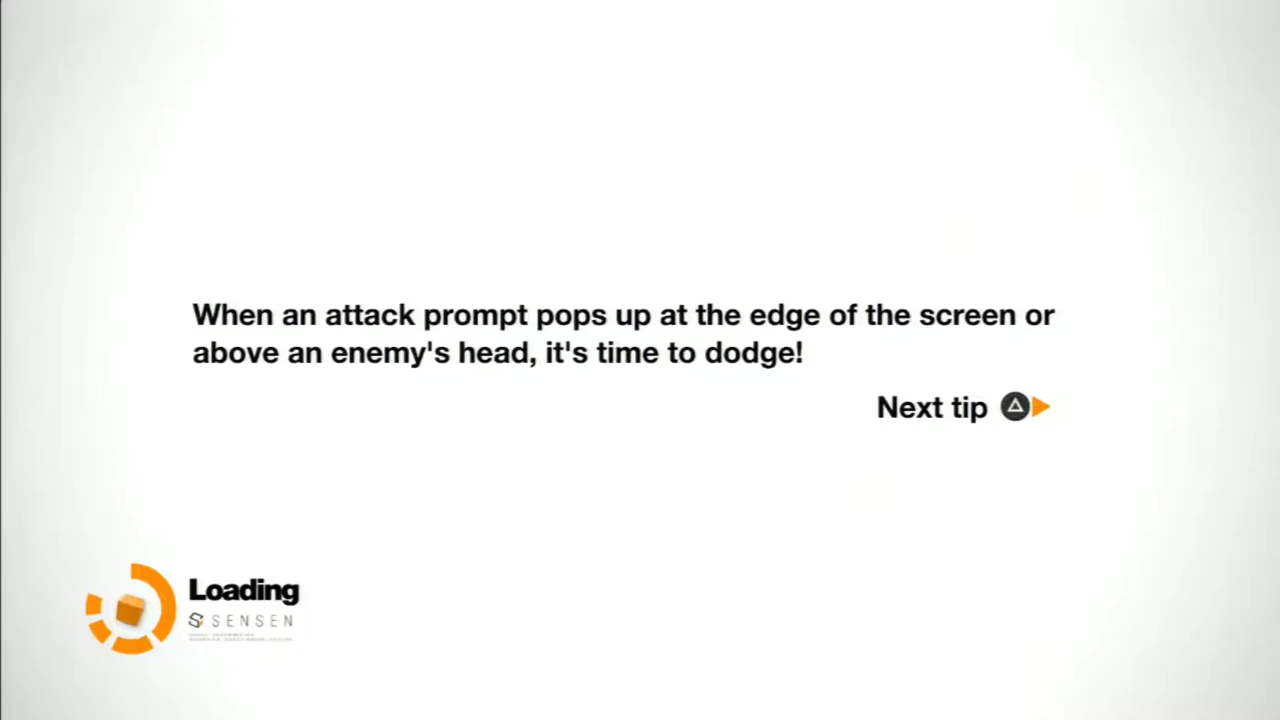 When an attack prompt pops up at the edge of the screen or
above an enemy's head, it's time to dodge!
Next tip
Loading
SENSEN